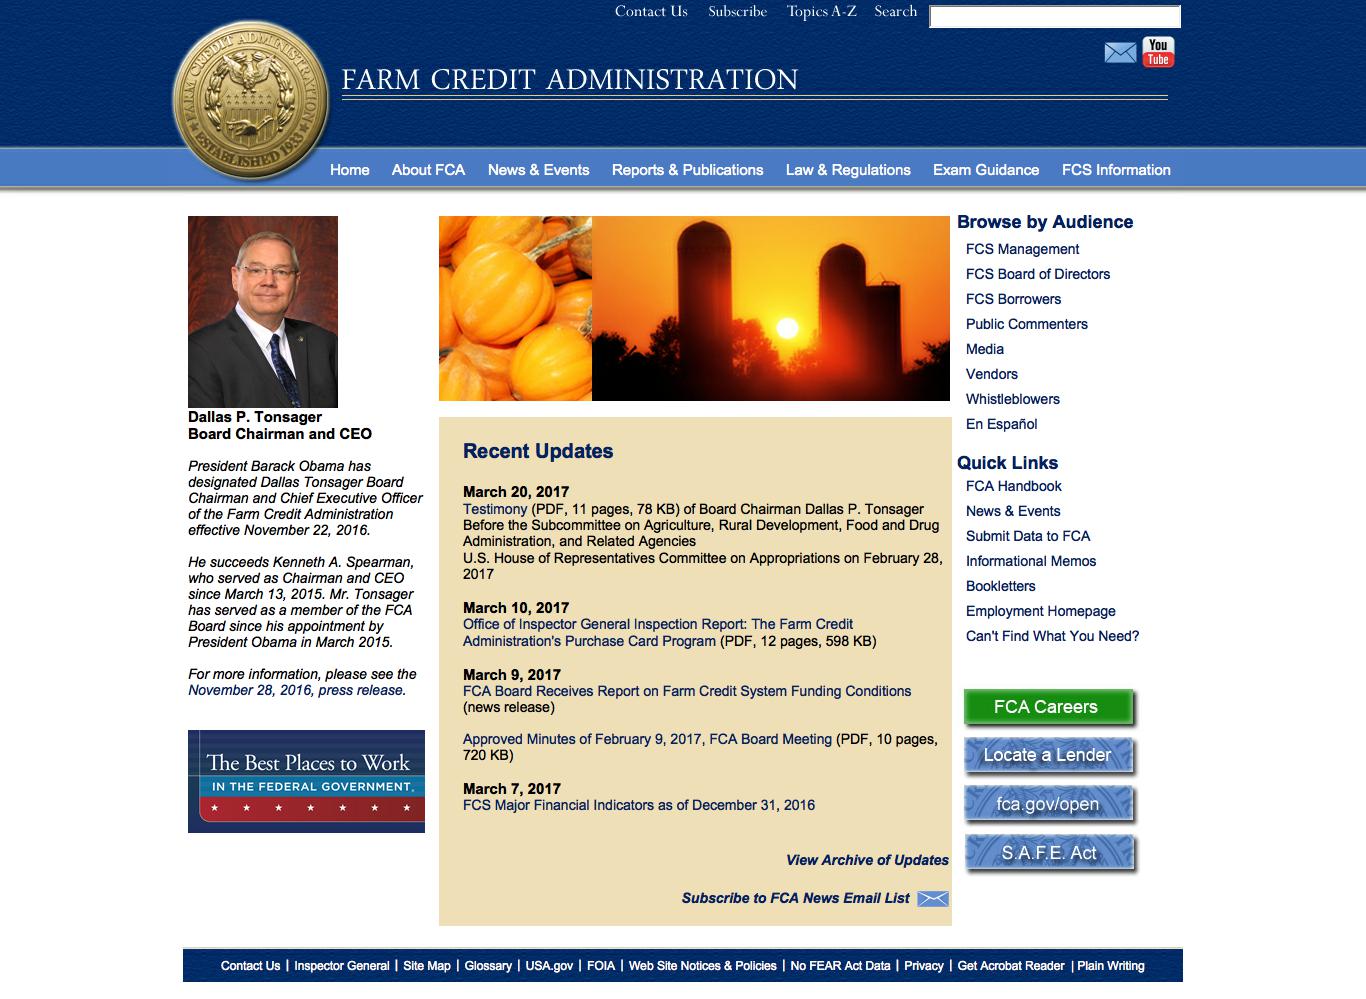 Contact Us Subscribe Topics A-Z Search
You
Tube
FARM CREDIT ADMINISTRATION
FARM CREDIT ADMINISTRATION
ESTABLISHED 1933
Home About FCA News & Events Reports & Publications Law & Regulations Exam Guidance FCS Information
Dallas P. Tonsager
Board Chairman and CEO
President Barack Obama has
designated Dallas Tonsager Board
Chairman and Chief Executive Officer
of the Farm Credit Administration
effective November 22, 2016.
He succeeds Kenneth A. Spearman,
who served as Chairman and CEO
since March 13, 2015. Mr. Tonsager
has served as a member of the FCA
Board since his appointment by
President Obama in March 2015.
For more information, please see the
November 28, 2016, press release.
The Best Places to Work
IN THE FEDERAL GOVERNMENT.
Recent Updates
March 20, 2017
Testimony (PDF, 11 pages, 78 KB) of Board Chairman Dallas P. Tonsager
Before the Subcommittee on Agriculture, Rural Development, Food and Drug
Administration, and Related Agencies
U.S. House of Representatives Committee on Appropriations on February 28,
2017
March 10, 2017
Office of Inspector General Inspection Report: The Farm Credit
Administration's Purchase Card Program (PDF, 12 pages, 598 KB)
March 9, 2017
FCA Board Receives Report on Farm Credit System Funding Conditions
(news release)
Approved Minutes of February 9, 2017, FCA Board Meeting (PDF, 10 pages,
720 KB)
March 7, 2017
FCS Major Financial Indicators as of December 31, 2016
View Archive of Updates
Subscribe to FCA News Email List
Browse by Audience
FCS Management
FCS Board of Directors
FCS Borrowers
Public Commenters
Media
Vendors
Whistleblowers
En Español
Quick Links
FCA Handbook
News & Events
Submit Data to FCA
Informational Memos
Bookletters
Employment Homepage
Can't Find What You Need?
FCA Careers
Locate a Lender
fca.gov/open
S.A.F.E. Act
Contact Us | Inspector General | Site Map | Glossary | USA.gov | FOIA | Web Site Notices & Policies | No FEAR Act Data | Privacy | Get Acrobat Reader | Plain Writing